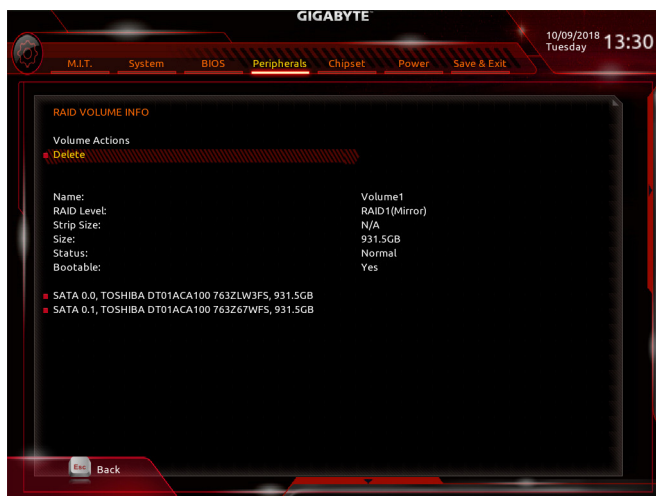 GIGABYTE
10/09/2018 13:30
Tuesday
M.I.T. System BIOS Peripherals Chipset Power Save & Exit
RAID VOLUME INFO
Volume Actions
Delete
Name: Volume1
RAID Level: RAID1(Mirror)
Strip Size: N/A
Size: 931.5GB
Status: Normal
Bootable: Yes
SATA 0.0, TOSHIBA DT01ACA100 763ZLW3FS, 931.5GB
SATA 0.1, TOSHIBA DT01ACA100 763Z67WFS, 931.5GB
Esc Back